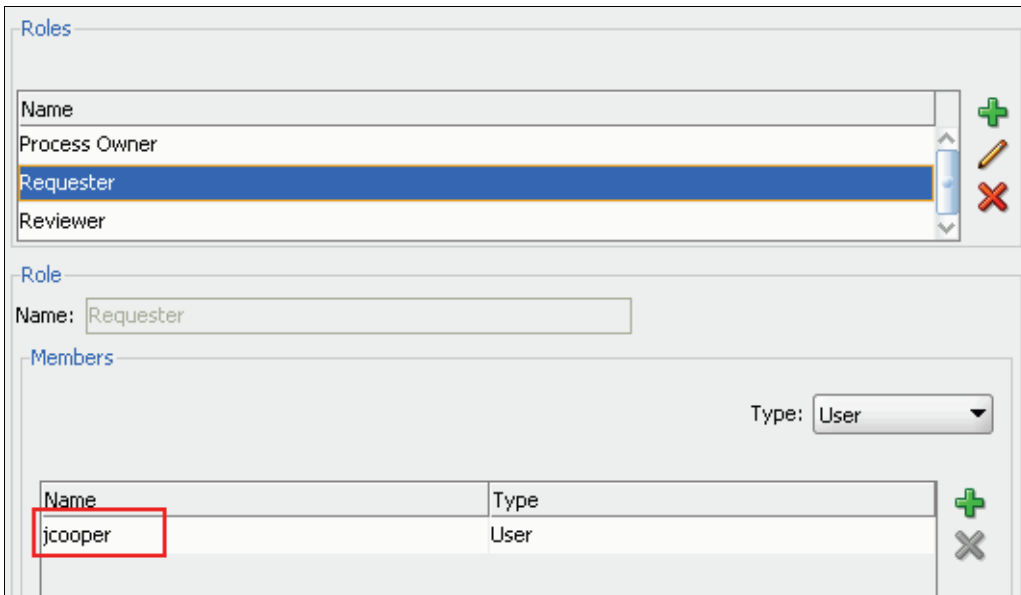 Roles
Name
Process Owner
Requester
Reviewer
Role
Name: Requester
Members
Type: User
Name Type
jcooper User